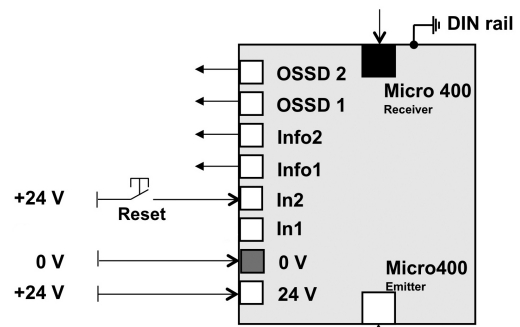 DIN rail
OSSD 2
Micro 400
Receiver
OSSD 1
Info2
Info1
+24 V
Reset
In2
In1
0 V
0 V
Micro400
Emitter
+24 V
24 V